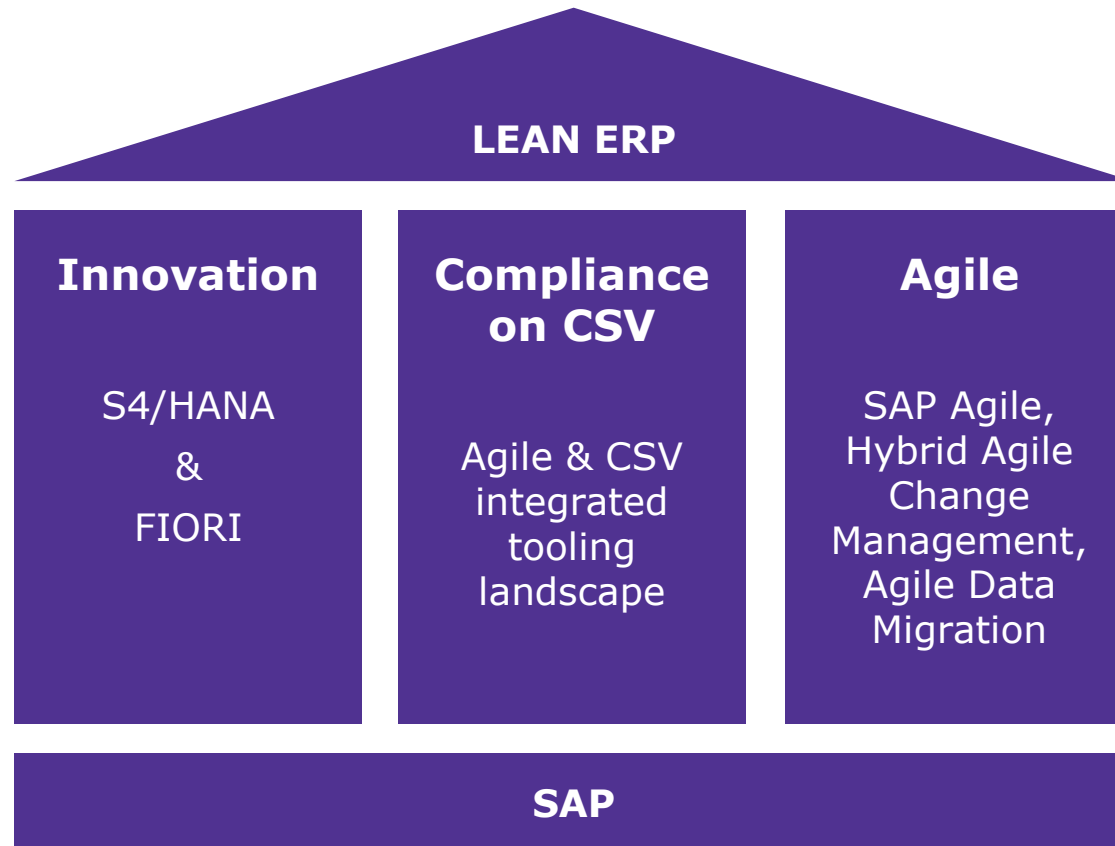 LEAN ERP
Innovation
S4/HANA
&
FIORI
Compliance
on CSV
Agile & CSV
integrated
tooling
landscape
Agile
SAP Agile,
Hybrid Agile
Change
Management,
Agile Data
Migration
SAP